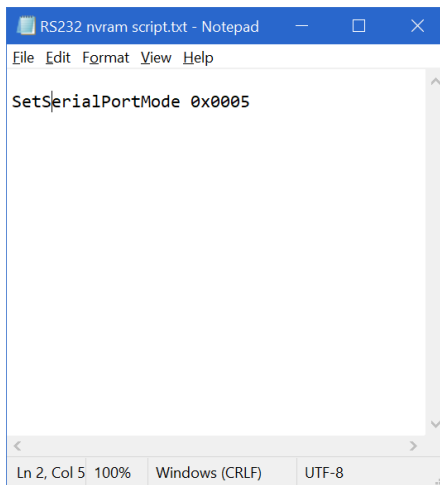 RS232 nvram script.txt - Notepad
File Edit Format View Help
SetSerialPortMode 0x0005
Ln 2, Col 5 100% Windows (CRLF) UTF-8